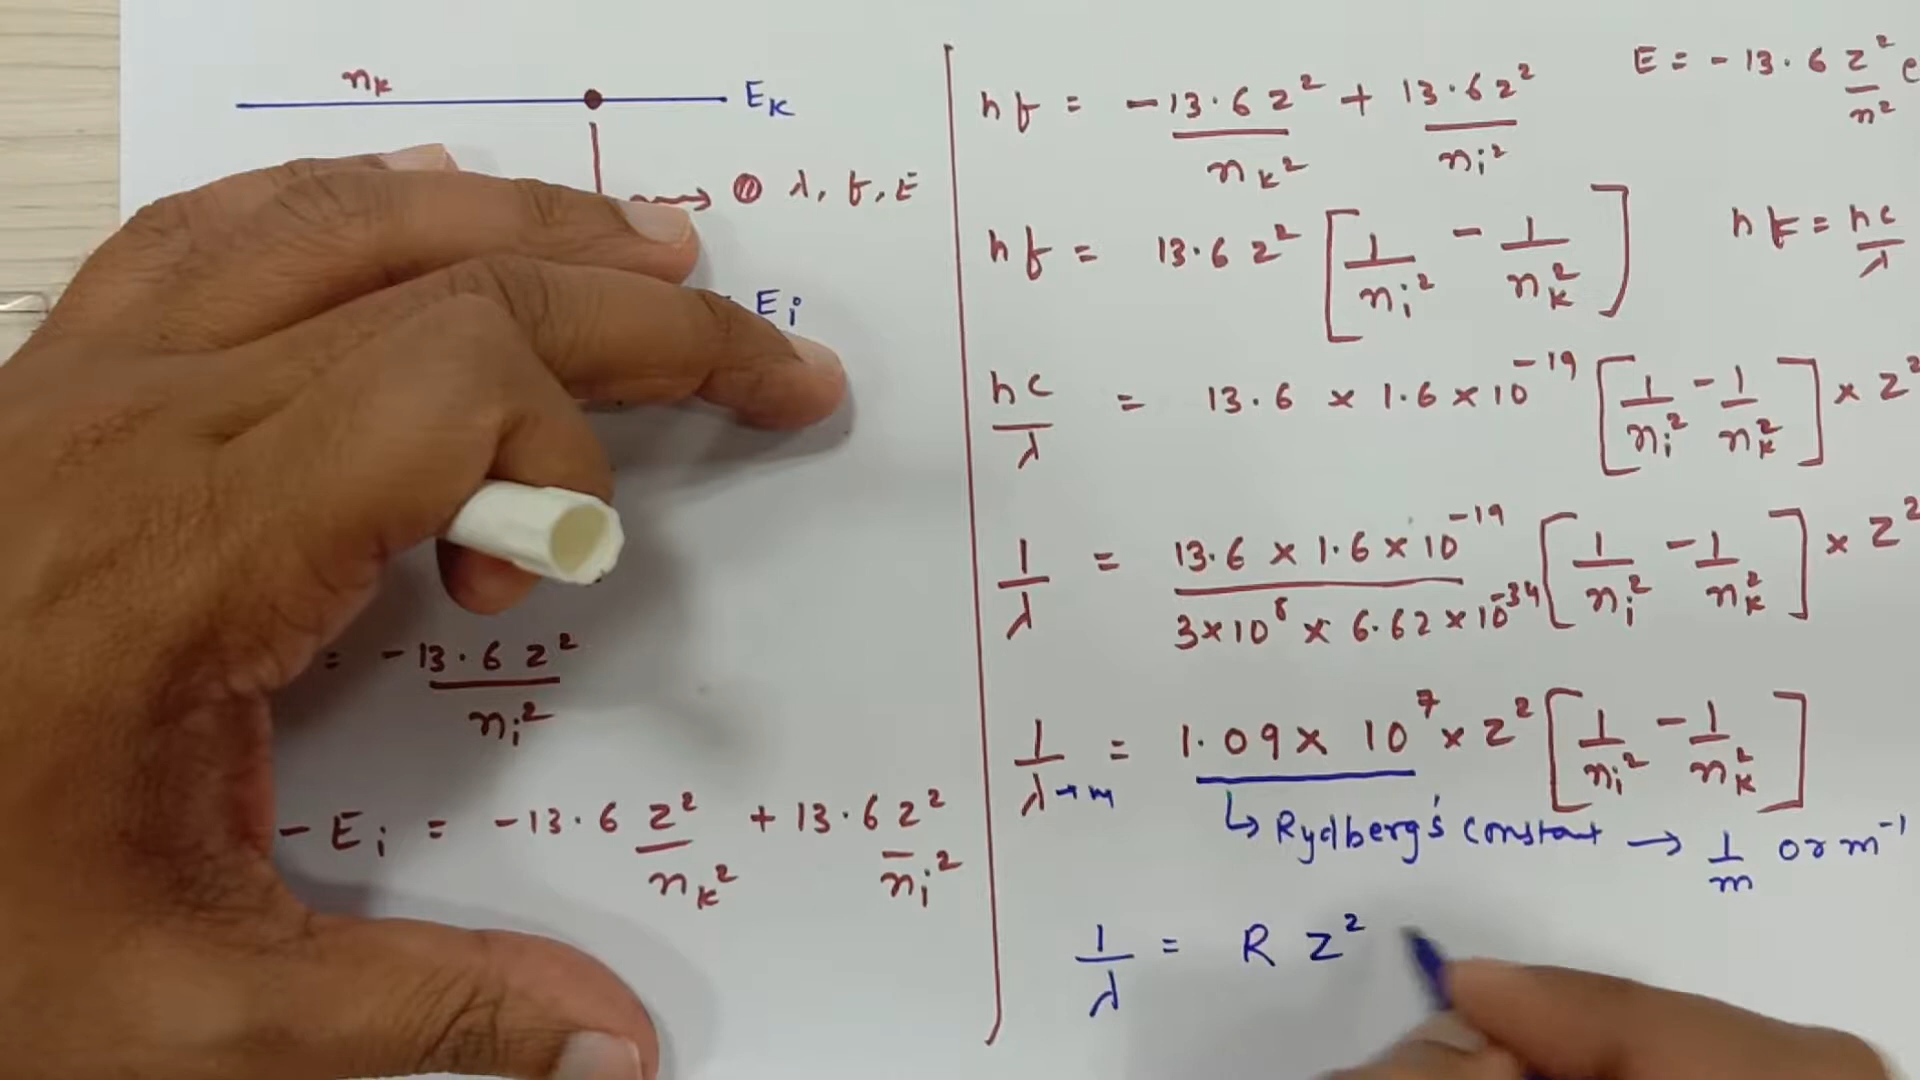 nₖ Eₖ
λ, f, E
Eᵢ
= -13.6 z² / nᵢ²
- Eᵢ = -13.6 z² / nₖ² + 13.6 z² / nᵢ²
E = -13.6 z² / n² e
hf = -13.6 z² / nₖ² + 13.6 z² / nᵢ²
hf = 13.6 z² [1/nᵢ² - 1/nₖ²] hf = hc/λ
hc/λ = 13.6 × 1.6 × 10⁻¹⁹ [1/nᵢ² - 1/nₖ²] × z²
1/λ = 13.6 × 1.6 × 10⁻¹⁹ / 3×10⁸ × 6.62 × 10⁻³⁴ [1/nᵢ² - 1/nₖ²] × z²
1/λ→m = 1.09 × 10⁷ × z² [1/nᵢ² - 1/nₖ²]
↳ Rydberg's constant → 1/m or m⁻¹
1/λ = R z²